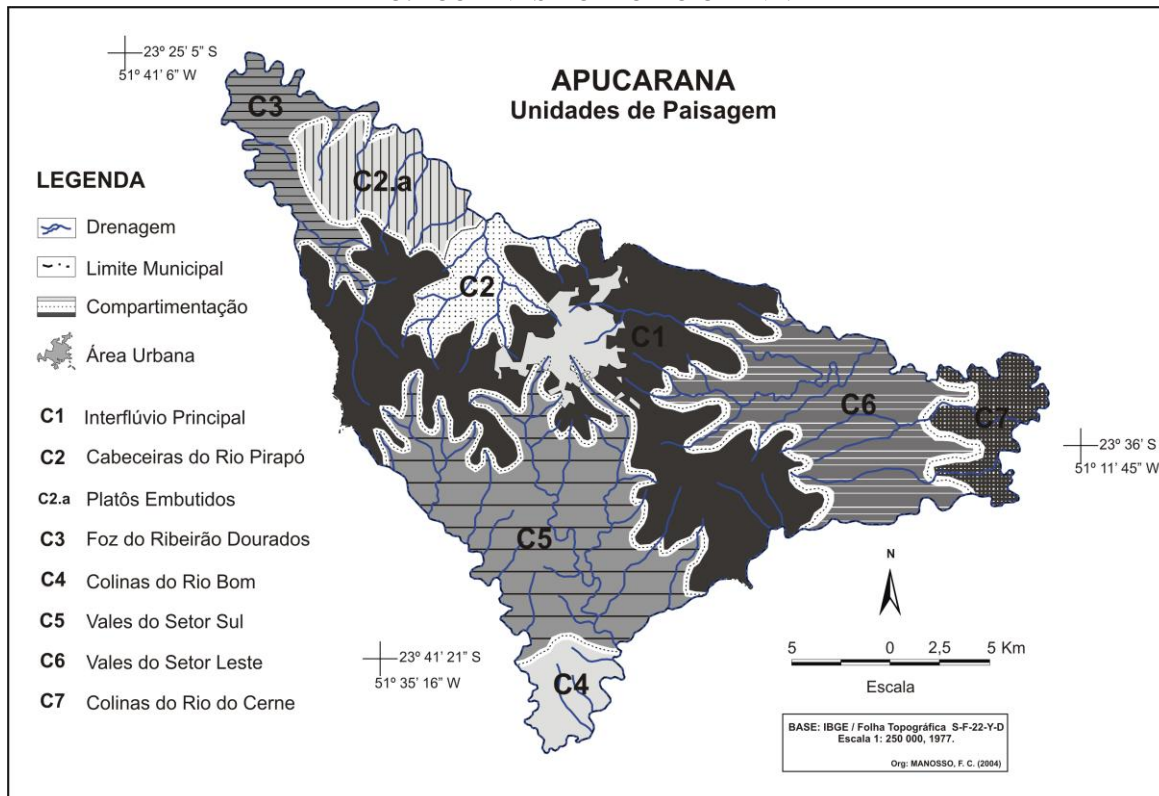 APUCARANA
Unidades de Paisagem
23º 25' 5" S
51º 41' 6" W
LEGENDA
Drenagem
Limite Municipal
Compartimentação
Área Urbana
C1 Interflúvio Principal
C2 Cabeceiras do Rio Pirapó
C2.a Platôs Embutidos
C3 Foz do Ribeirão Dourados
C4 Colinas do Rio Bom
C5 Vales do Setor Sul
C6 Vales do Setor Leste
C7 Colinas do Rio do Cerne
C3
C2.a
C2
C1
C6
C7
C5
C4
23º 36' S
51º 11' 45" W
23º 41' 21" S
51º 35' 16" W
N
5 0 2,5 5 Km
Escala
BASE: IBGE / Folha Topográfica S-F-22-Y-D
Escala 1: 250 000, 1977.
Org: MANOSSO, F. C. (2004)